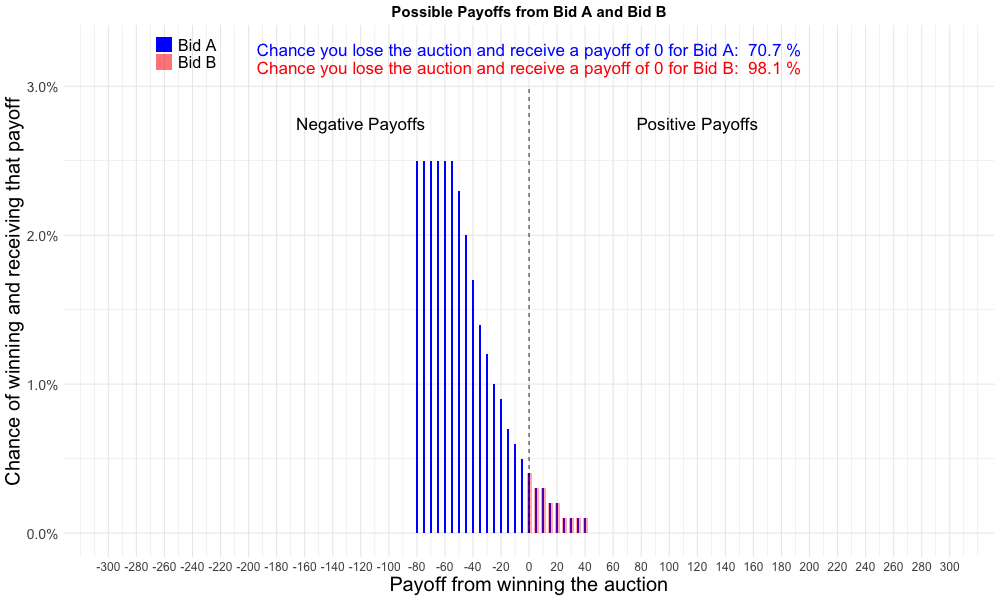 Possible Payoffs from Bid A and Bid B
Bid A
Bid B
Chance you lose the auction and receive a payoff of 0 for Bid A:  70.7 %
Chance you lose the auction and receive a payoff of 0 for Bid B:  98.1 %
Negative Payoffs
Positive Payoffs
Chance of winning and receiving that payoff
3.0%
2.0%
1.0%
0.0%
-300 -280 -260 -240 -220 -200 -180 -160 -140 -120 -100 -80 -60 -40 -20 0 20 40 60 80 100 120 140 160 180 200 220 240 260 280 300
Payoff from winning the auction